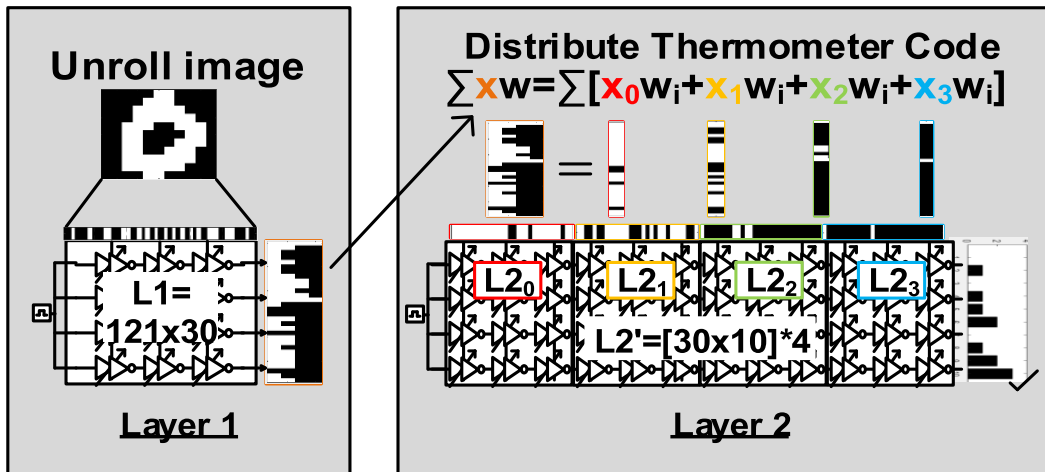 Unroll image
L1=
121x30
Layer 1
Distribute Thermometer Code
∑xw=∑[x₀wᵢ+x₁wᵢ+x₂wᵢ+x₃wᵢ]
=
L2₀ L2₁ L2₂ L2₃
L2'=[30x10]*4
Layer 2